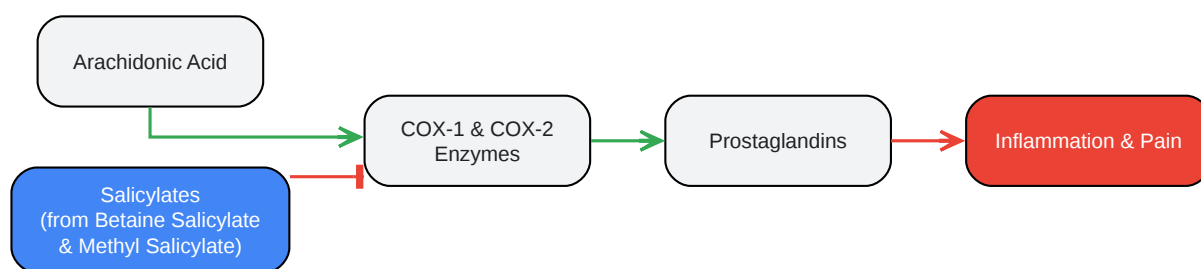 Arachidonic Acid
COX-1 & COX-2
Enzymes
Prostaglandins
Inflammation & Pain
Salicylates
(from Betaine Salicylate
& Methyl Salicylate)